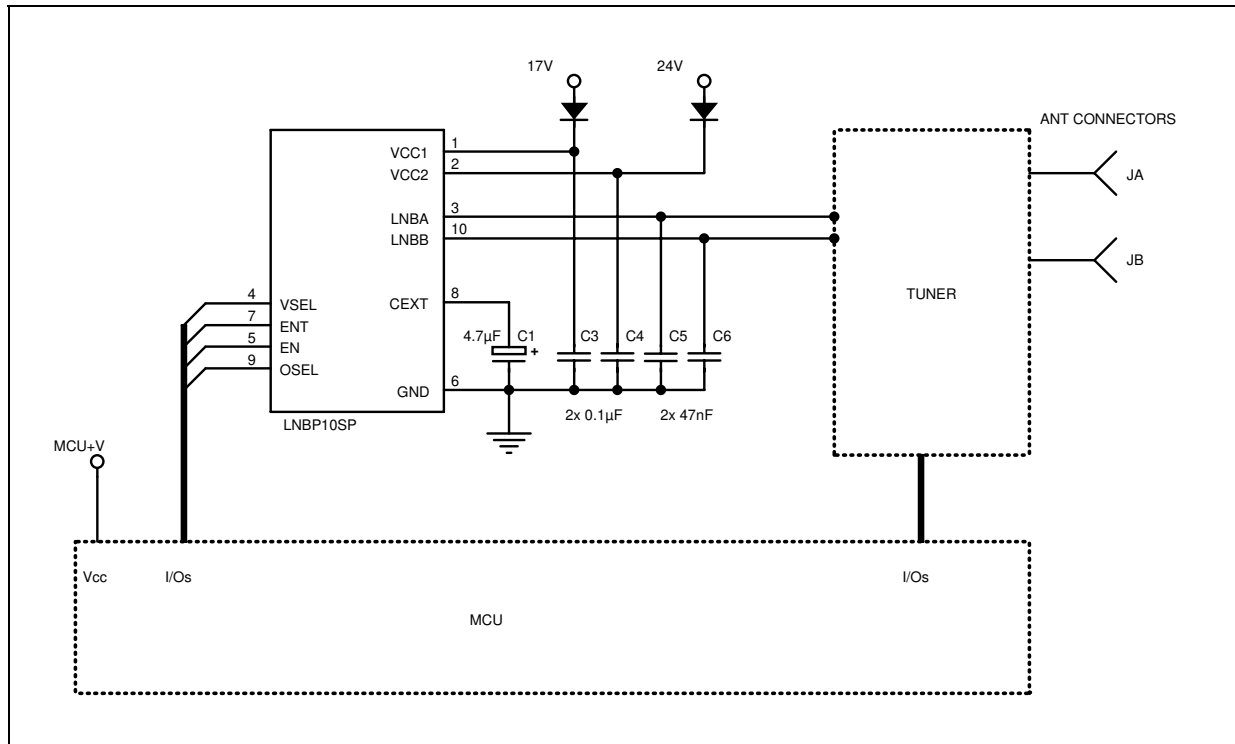 17V 24V
ANT CONNECTORS
1
VCC1
2
VCC2
JA
3
LNBA
10
LNBB
JB
TUNER
4
VSEL
8
CEXT
7
ENT
5
EN
4.7µF C1 + C3 C4 C5 C6
9
OSEL
6
GND
2x 0.1µF 2x 47nF
LNBP10SP
MCU+V
Vcc I/Os I/Os
MCU